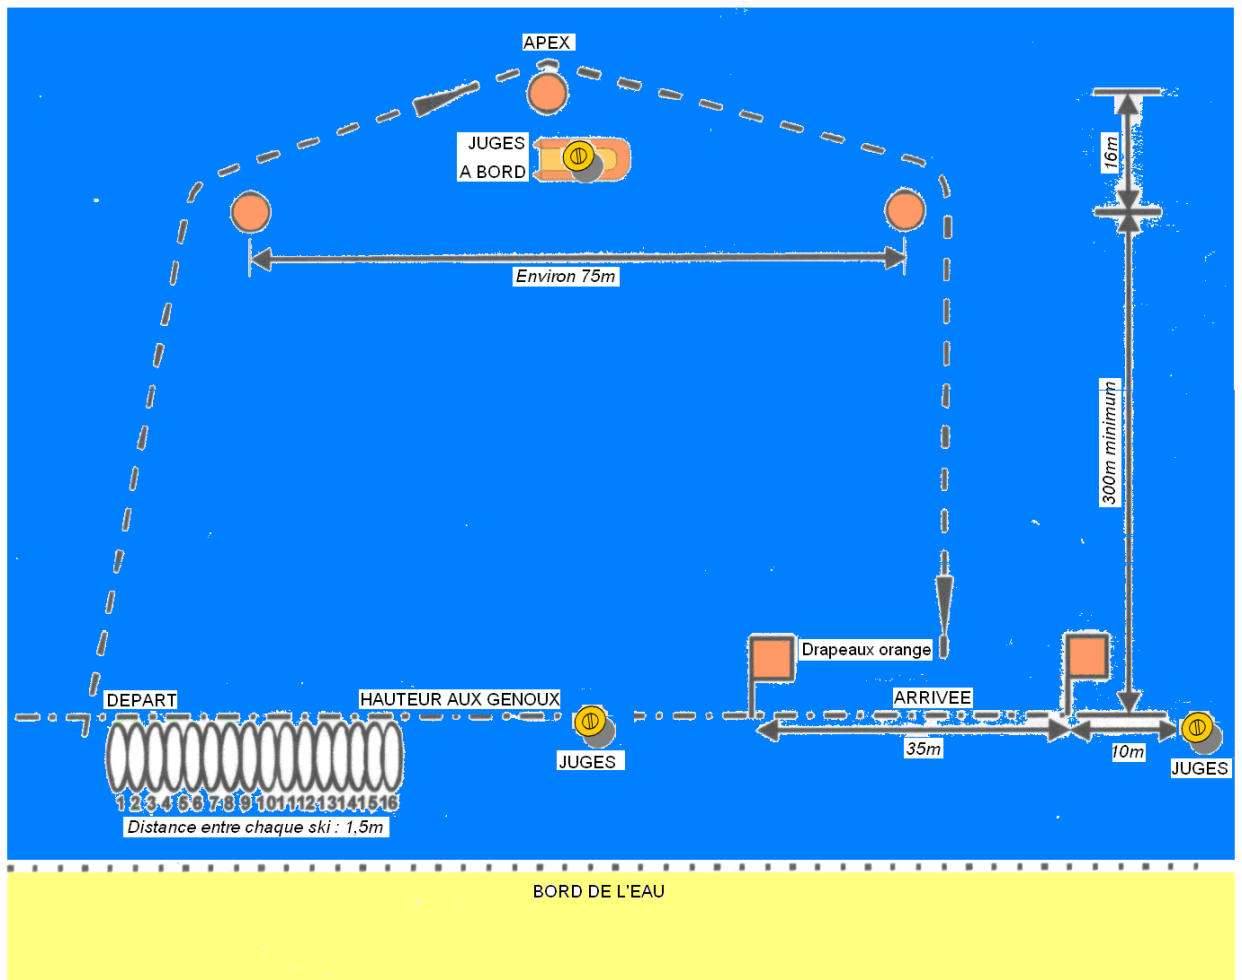 APEX
JUGES
A BORD
16m
Environ 75m
300m minimum
Drapeaux orange
DEPART
HAUTEUR AUX GENOUX
ARRIVEE
JUGES
35m
10m
JUGES
1 2 3 4 5 6 7 8 9 10 11 12 13 14 15 16
Distance entre chaque ski : 1,5m
BORD DE L'EAU